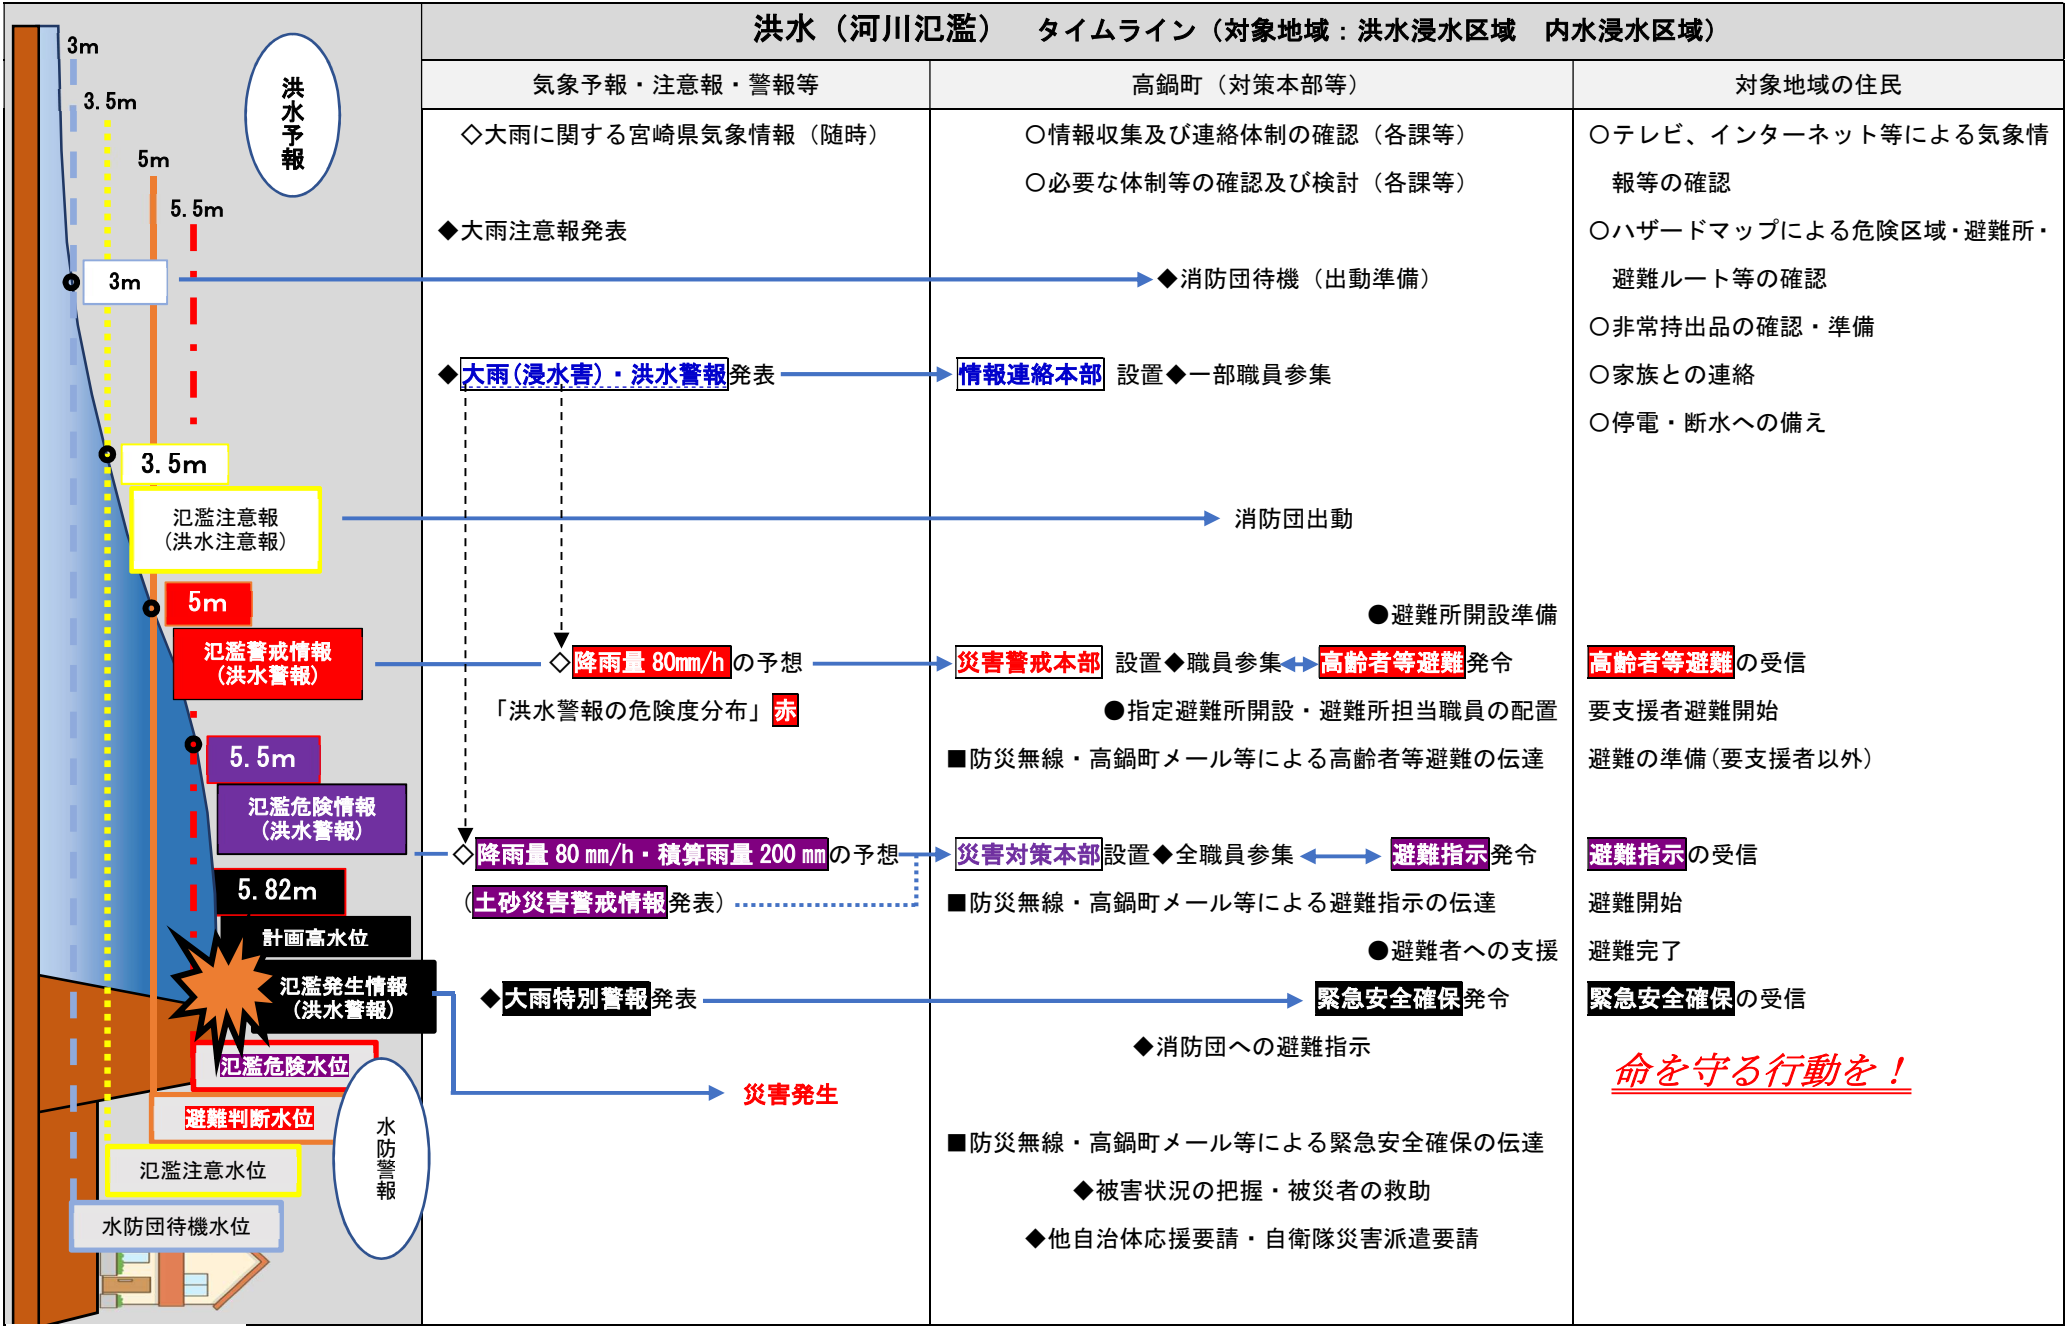 洪水（河川氾濫）　タイムライン（対象地域：洪水浸水区域　内水浸水区域）
気象予報・注意報・警報等
高鍋町（対策本部等）
対象地域の住民
3m
3.5m
5m
5.5m
洪水予報
3m
3.5m
氾濫注意報
(洪水注意報)
5m
氾濫警戒情報
(洪水警報)
5.5m
氾濫危険情報
(洪水警報)
5.82m
計画高水位
氾濫発生情報
(洪水警報)
氾濫危険水位
避難判断水位
氾濫注意水位
水防団待機水位
水防警報
◇大雨に関する宮崎県気象情報（随時）
◆大雨注意報発表
◆大雨(浸水害)・洪水警報発表
◇降雨量 80mm/h の予想
「洪水警報の危険度分布」赤
◇降雨量 80 mm/h・積算雨量 200 mmの予想
(土砂災害警戒情報発表)
◆大雨特別警報発表
災害発生
○情報収集及び連絡体制の確認（各課等）
○必要な体制等の確認及び検討（各課等）
◆消防団待機（出動準備）
情報連絡本部 設置◆一部職員参集
消防団出動
●避難所開設準備
災害警戒本部 設置◆職員参集 高齢者等避難発令
●指定避難所開設・避難所担当職員の配置
■防災無線・高鍋町メール等による高齢者等避難の伝達
災害対策本部設置◆全職員参集 避難指示発令
■防災無線・高鍋町メール等による避難指示の伝達
●避難者への支援
緊急安全確保発令
◆消防団への避難指示
■防災無線・高鍋町メール等による緊急安全確保の伝達
◆被害状況の把握・被災者の救助
◆他自治体応援要請・自衛隊災害派遣要請
○テレビ、インターネット等による気象情
報等の確認
○ハザードマップによる危険区域・避難所・
避難ルート等の確認
○非常持出品の確認・準備
○家族との連絡
○停電・断水への備え
高齢者等避難の受信
要支援者避難開始
避難の準備(要支援者以外)
避難指示の受信
避難開始
避難完了
緊急安全確保の受信
命を守る行動を！